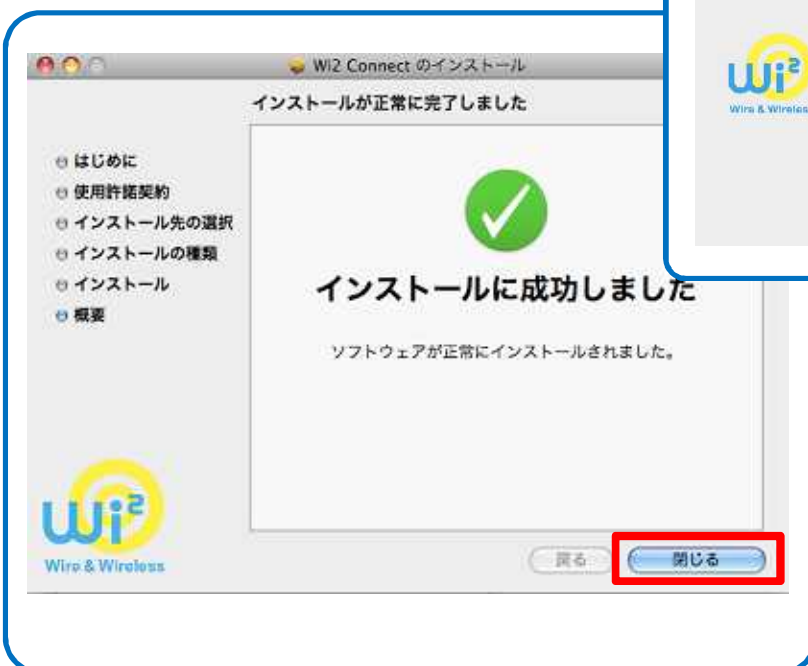 Wi2 Connect のインストール
インストールが正常に完了しました
はじめに
使用許諾契約
インストール先の選択
インストールの種類
インストール
概要
インストールに成功しました
ソフトウェアが正常にインストールされました。
Wi²
Wire & Wireless
戻る
閉じる
Wi²
Wire & Wireles